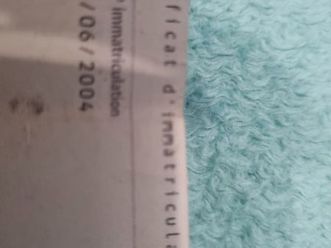 ficat d'immatricula
immatriculation
/06/2004